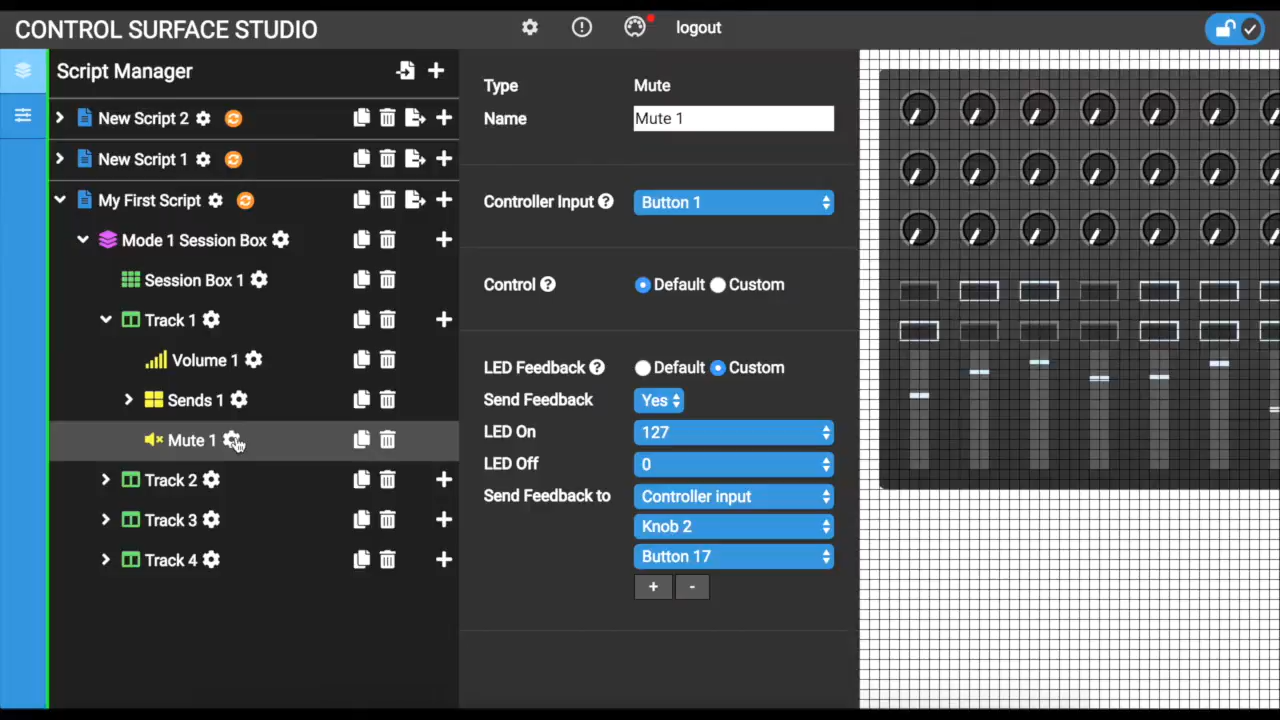 CONTROL SURFACE STUDIO
logout
Script Manager
New Script 2
New Script 1
My First Script
Mode 1 Session Box
Session Box 1
Track 1
Volume 1
Sends 1
Mute 1
Track 2
Track 3
Track 4
Type Mute
Name Mute 1
Controller Input Button 1
Control Default Custom
LED Feedback Default Custom
Send Feedback Yes
LED On 127
LED Off 0
Send Feedback to Controller input
Knob 2
Button 17
+ -